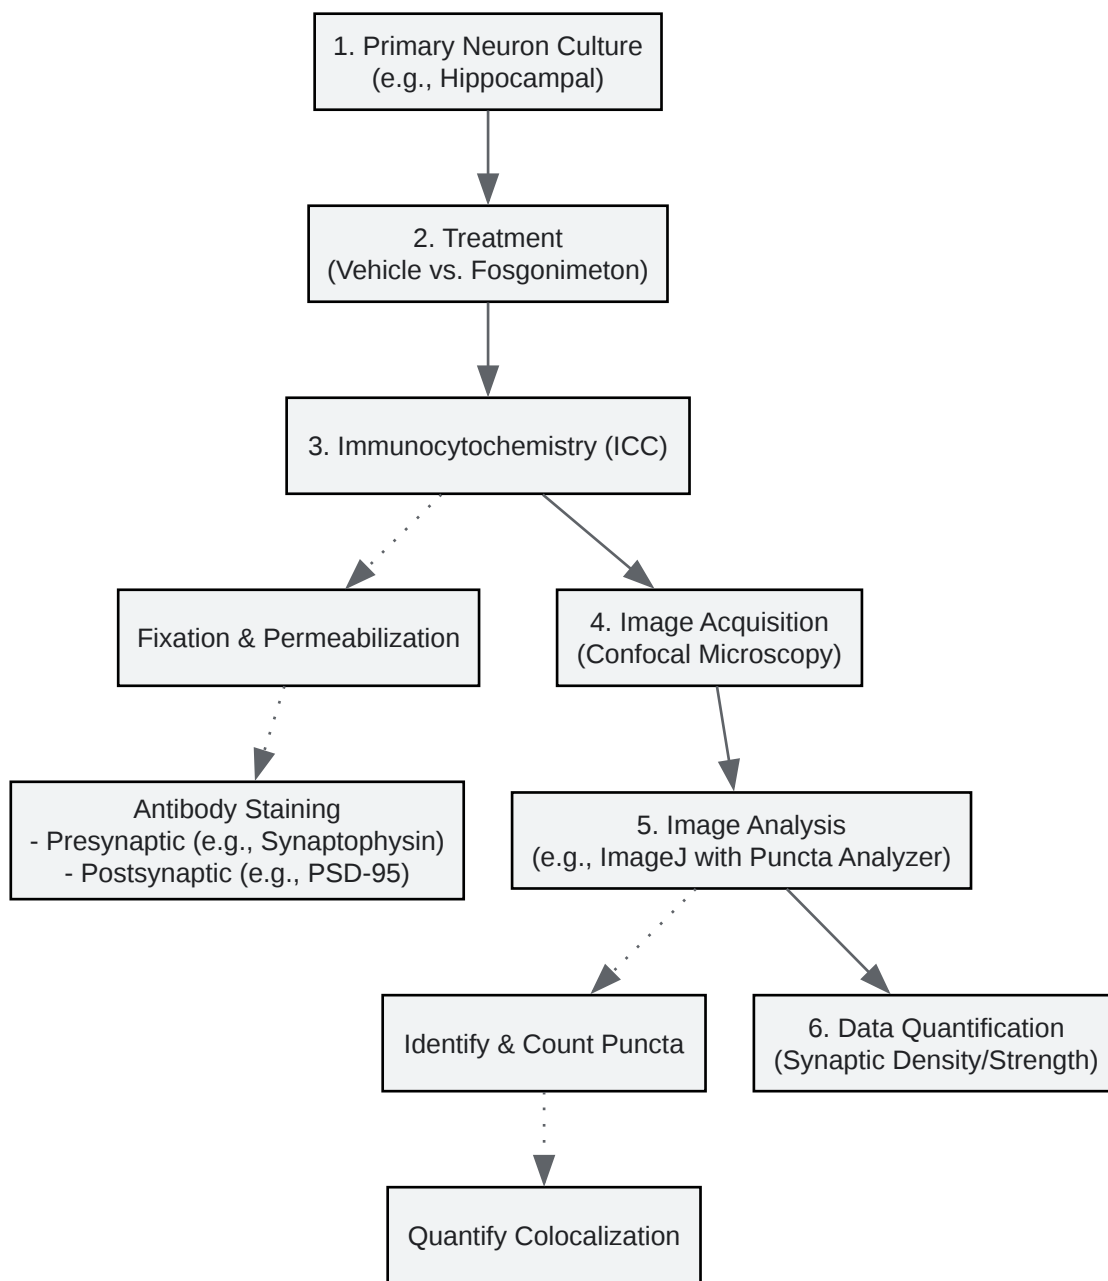 1. Primary Neuron Culture
(e.g., Hippocampal)
2. Treatment
(Vehicle vs. Fosgonimeton)
3. Immunocytochemistry (ICC)
Fixation & Permeabilization
4. Image Acquisition
(Confocal Microscopy)
Antibody Staining
- Presynaptic (e.g., Synaptophysin)
- Postsynaptic (e.g., PSD-95)
5. Image Analysis
(e.g., ImageJ with Puncta Analyzer)
Identify & Count Puncta
6. Data Quantification
(Synaptic Density/Strength)
Quantify Colocalization